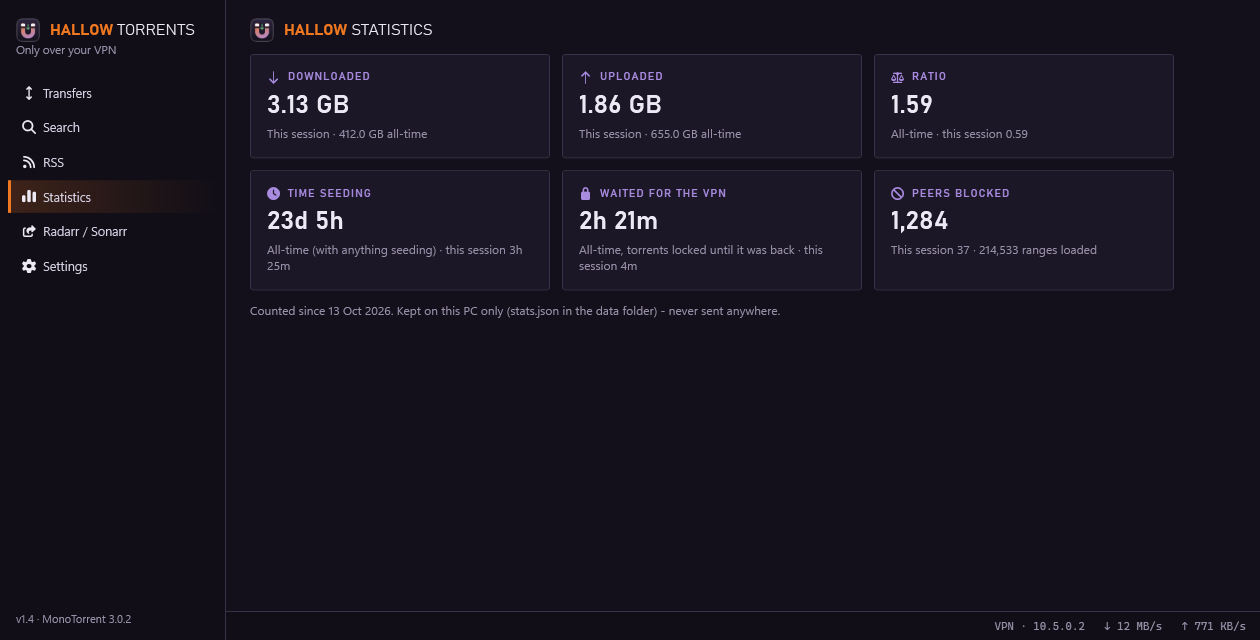 HALLOW TORRENTS
Only over your VPN
Transfers
Search
RSS
Statistics
Radarr / Sonarr
Settings
v1.4 · MonoTorrent 3.0.2
HALLOW STATISTICS
DOWNLOADED
3.13 GB
This session · 412.0 GB all-time
UPLOADED
1.86 GB
This session · 655.0 GB all-time
RATIO
1.59
All-time · this session 0.59
TIME SEEDING
23d 5h
All-time (with anything seeding) · this session 3h
25m
WAITED FOR THE VPN
2h 21m
All-time, torrents locked until it was back · this
session 4m
PEERS BLOCKED
1,284
This session 37 · 214,533 ranges loaded
Counted since 13 Oct 2026. Kept on this PC only (stats.json in the data folder) - never sent anywhere.
VPN · 10.5.0.2 ↓ 12 MB/s ↑ 771 KB/s